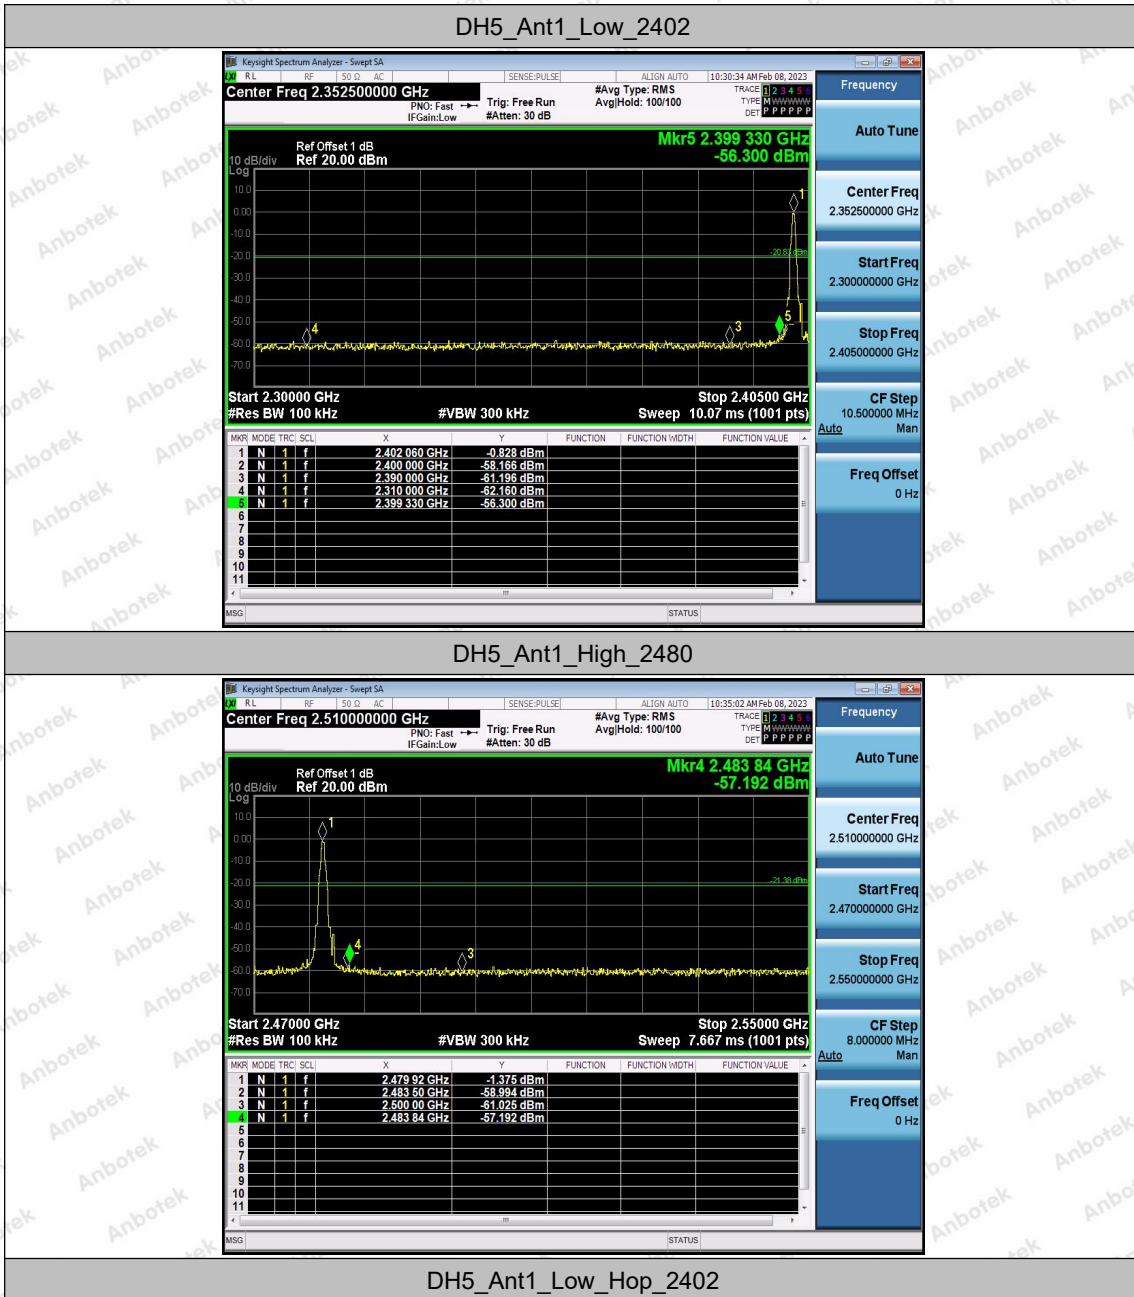 DH5_Ant1_Low_2402
Keysight Spectrum Analyzer - Swept SA
LXI RL RF 50 Ω AC SENSE:PULSE ALIGN AUTO 10:30:34 AM Feb 08, 2023
Center Freq 2.352500000 GHz
PNO: Fast
IFGain:Low
Trig: Free Run
#Atten: 30 dB
#Avg Type: RMS
Avg|Hold: 100/100
TRACE 1 2 3 4 5 6
TYPE M WWWWW
DET P P P P P P
Frequency
Auto Tune
Mkr5 2.399 330 GHz
-56.300 dBm
Ref Offset 1 dB
10 dB/div Ref 20.00 dBm
Log
10.0
0.00
-10.0
-20.0
-30.0
-40.0
-50.0
-60.0
-70.0
-20.83 dBm
1
3
4
5
Start 2.30000 GHz Stop 2.40500 GHz
#Res BW 100 kHz #VBW 300 kHz Sweep 10.07 ms (1001 pts)
Center Freq
2.352500000 GHz
Start Freq
2.300000000 GHz
Stop Freq
2.405000000 GHz
CF Step
10.500000 MHz
Auto Man
Freq Offset
0 Hz
MKR MODE TRC SCL X Y FUNCTION FUNCTION WIDTH FUNCTION VALUE
1 N 1 f 2.402 060 GHz -0.828 dBm
2 N 1 f 2.400 000 GHz -58.166 dBm
3 N 1 f 2.390 000 GHz -61.196 dBm
4 N 1 f 2.310 000 GHz -62.160 dBm
5 N 1 f 2.399 330 GHz -56.300 dBm
6
7
8
9
10
11
MSG STATUS
DH5_Ant1_High_2480
Keysight Spectrum Analyzer - Swept SA
LXI RL RF 50 Ω AC SENSE:PULSE ALIGN AUTO 10:35:02 AM Feb 08, 2023
Center Freq 2.510000000 GHz
PNO: Fast
IFGain:Low
Trig: Free Run
#Atten: 30 dB
#Avg Type: RMS
Avg|Hold: 100/100
TRACE 1 2 3 4 5 6
TYPE M WWWWW
DET P P P P P P
Frequency
Auto Tune
Mkr4 2.483 84 GHz
-57.192 dBm
Ref Offset 1 dB
10 dB/div Ref 20.00 dBm
Log
10.0
0.00
-10.0
-20.0
-30.0
-40.0
-50.0
-60.0
-70.0
-21.38 dBm
1
4
3
Start 2.47000 GHz Stop 2.55000 GHz
#Res BW 100 kHz #VBW 300 kHz Sweep 7.667 ms (1001 pts)
Center Freq
2.510000000 GHz
Start Freq
2.470000000 GHz
Stop Freq
2.550000000 GHz
CF Step
8.000000 MHz
Auto Man
Freq Offset
0 Hz
MKR MODE TRC SCL X Y FUNCTION FUNCTION WIDTH FUNCTION VALUE
1 N 1 f 2.479 92 GHz -1.375 dBm
2 N 1 f 2.483 50 GHz -58.994 dBm
3 N 1 f 2.500 00 GHz -61.025 dBm
4 N 1 f 2.483 84 GHz -57.192 dBm
5
6
7
8
9
10
11
MSG STATUS
DH5_Ant1_Low_Hop_2402
Anbotek